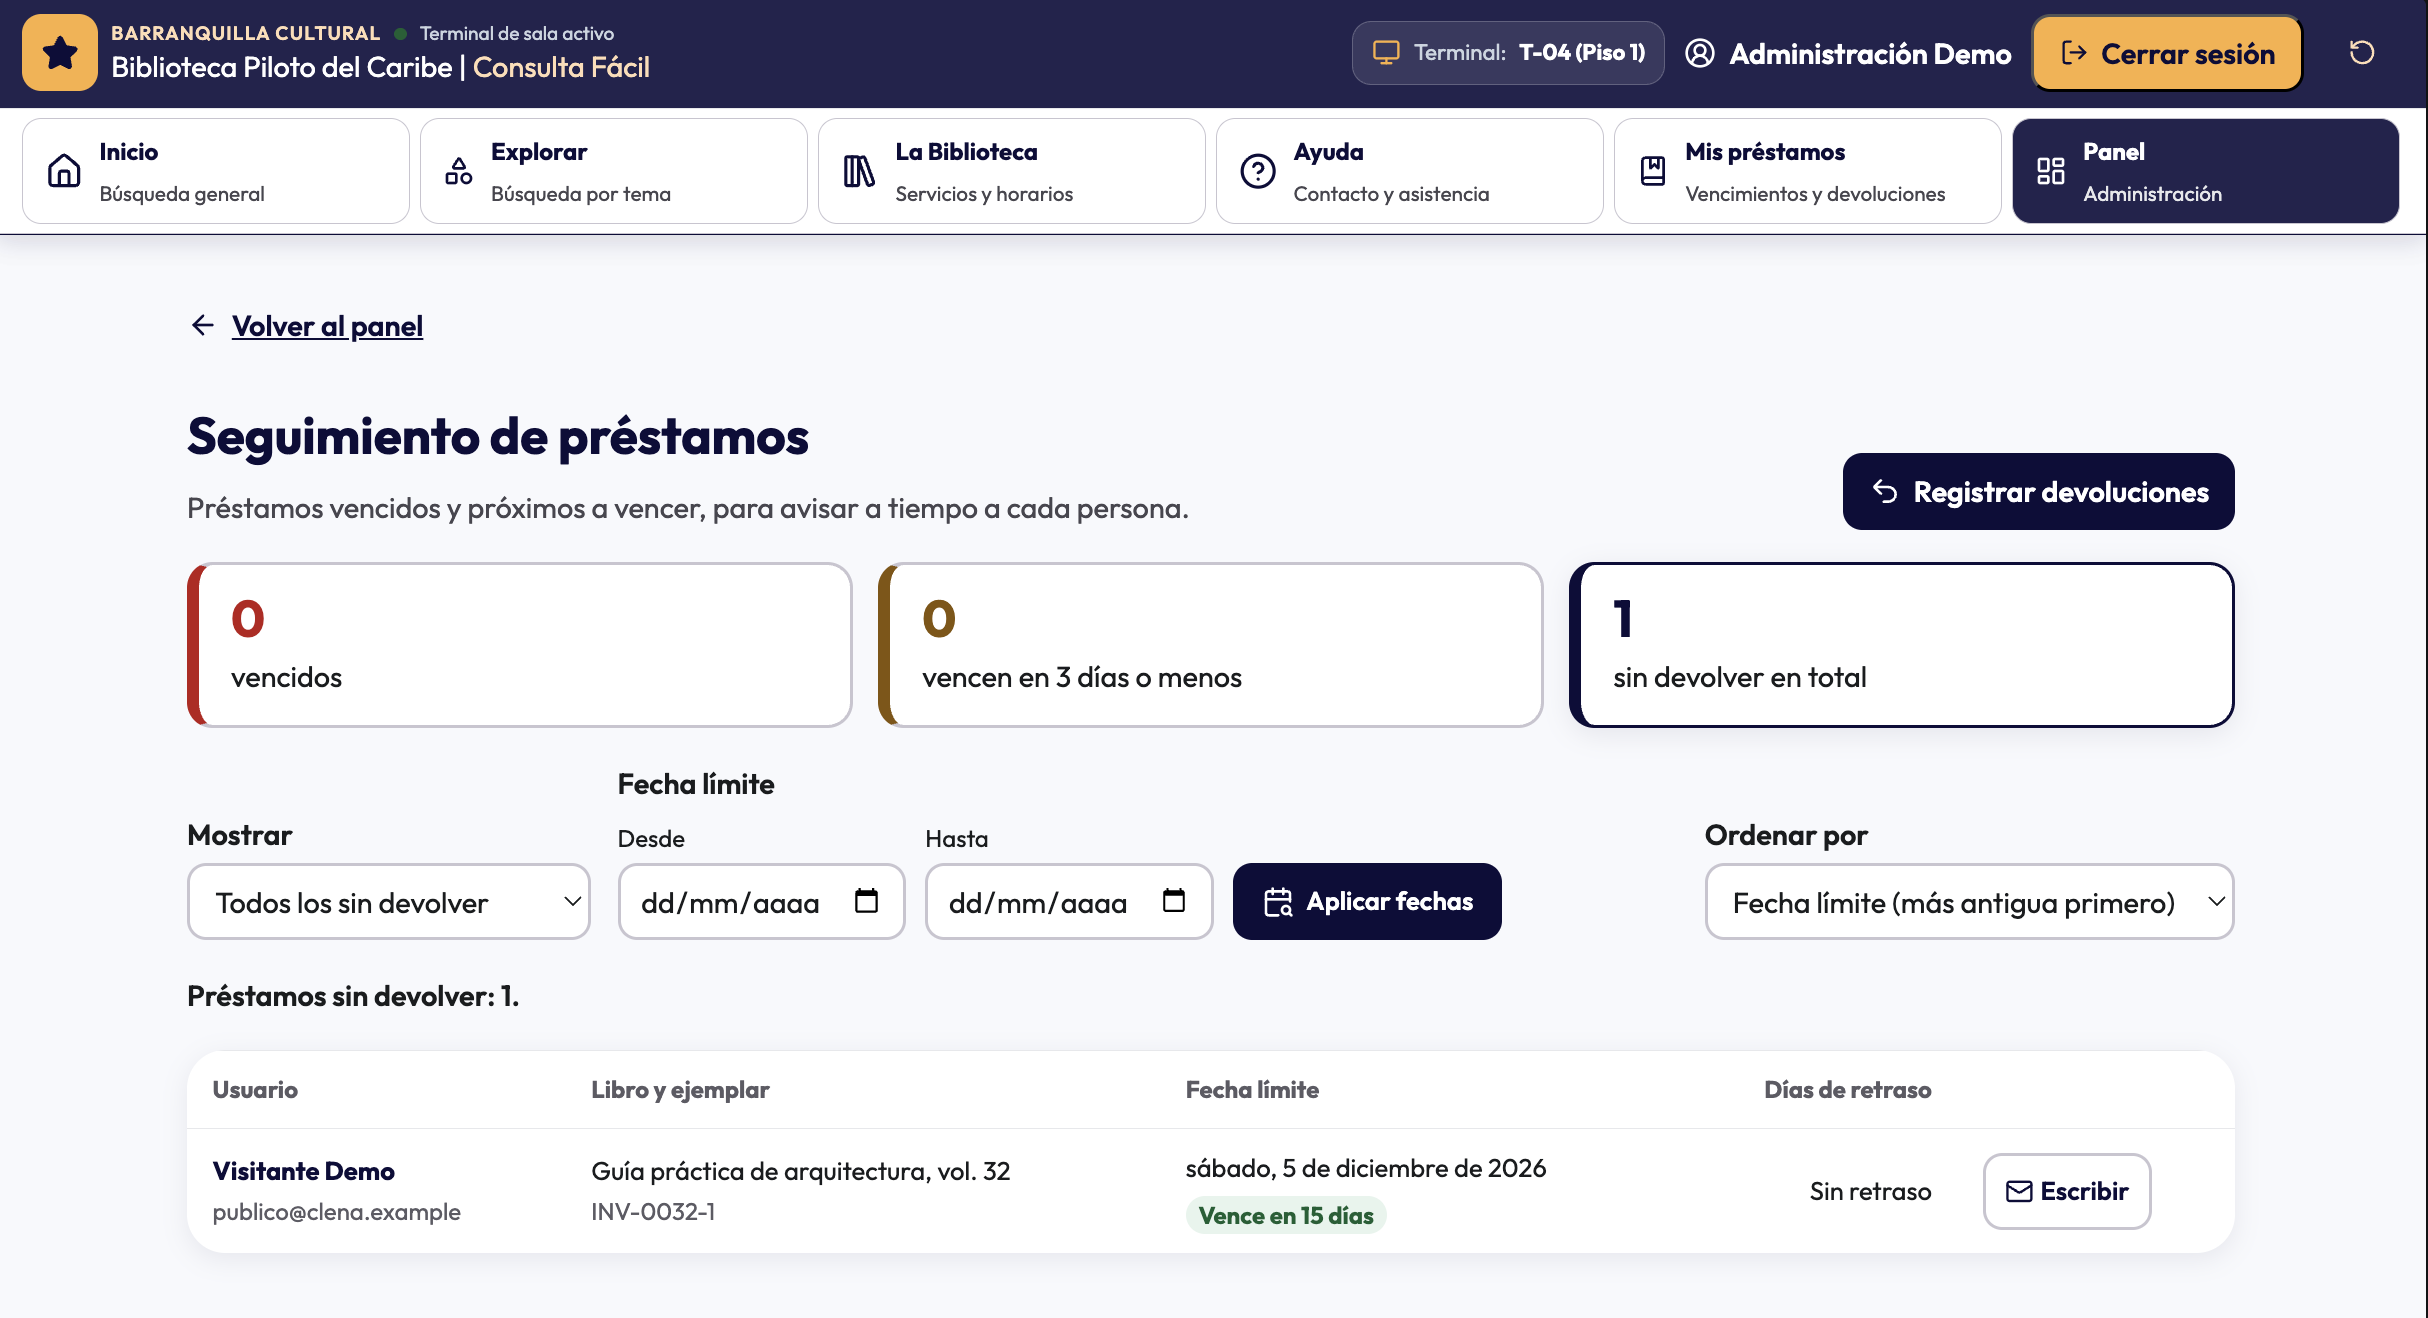 BARRANQUILLA CULTURAL Terminal de sala activo
Biblioteca Piloto del Caribe | Consulta Fácil
Terminal: T-04 (Piso 1)
Administración Demo
Cerrar sesión
Inicio
Búsqueda general
Explorar
Búsqueda por tema
La Biblioteca
Servicios y horarios
Ayuda
Contacto y asistencia
Mis préstamos
Vencimientos y devoluciones
Panel
Administración
Volver al panel
Seguimiento de préstamos
Préstamos vencidos y próximos a vencer, para avisar a tiempo a cada persona.
Registrar devoluciones
0
vencidos
0
vencen en 3 días o menos
1
sin devolver en total
Mostrar
Todos los sin devolver
Fecha límite
Desde
dd/mm/aaaa
Hasta
dd/mm/aaaa
Aplicar fechas
Ordenar por
Fecha límite (más antigua primero)
Préstamos sin devolver: 1.
Usuario Libro y ejemplar Fecha límite Días de retraso
Visitante Demo
publico@clena.example
Guía práctica de arquitectura, vol. 32
INV-0032-1
sábado, 5 de diciembre de 2026
Vence en 15 días
Sin retraso
Escribir